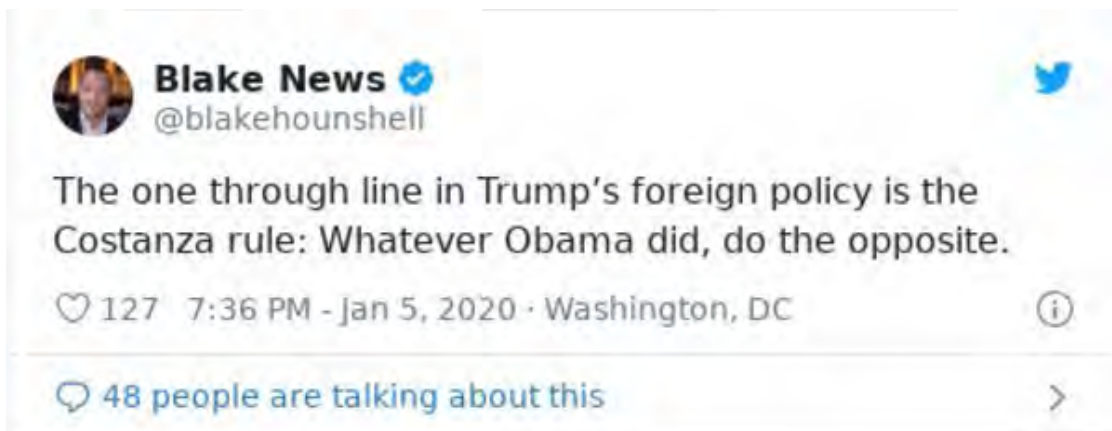 Blake News
@blakehounshell
The one through line in Trump’s foreign policy is the
Costanza rule: Whatever Obama did, do the opposite.
127 7:36 PM - Jan 5, 2020 · Washington, DC
48 people are talking about this